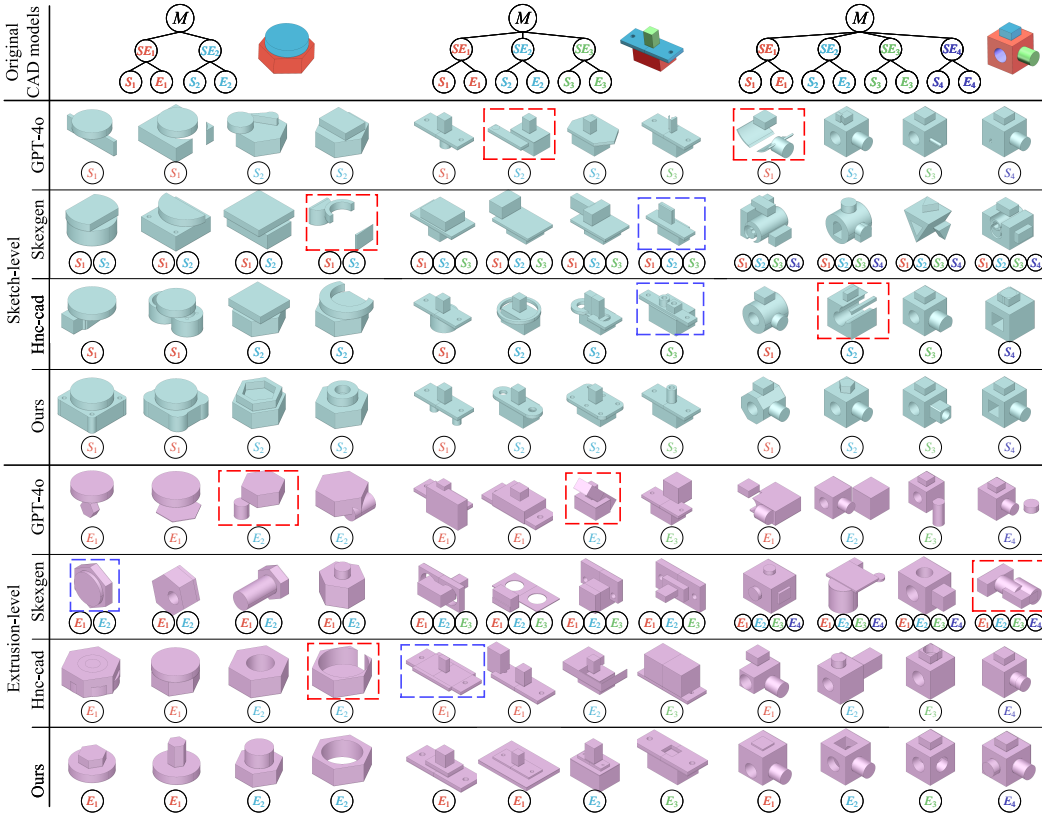 Original CAD models
M M M
SE1 SE2 SE1 SE2 SE3 SE1 SE2 SE3 SE4
S1 E1 S2 E2 S1 E1 S2 E2 S3 E3 S1 E1 S2 E2 S3 E3 S4 E4
Sketch-level
GPT-4o
S1 S1 S2 S2 S1 S2 S2 S3 S1 S2 S3 S4
Skexgen
S1 S2 S1 S2 S1 S2 S1 S2 S1 S2 S3 S1 S2 S3 S1 S2 S3 S1 S2 S3 S1 S2 S3 S4 S1 S2 S3 S4 S1 S2 S3 S4 S1 S2 S3 S4
Hnc-cad
S1 S1 S2 S2 S1 S2 S2 S3 S1 S2 S3 S4
Ours
S1 S1 S2 S2 S1 S2 S2 S3 S1 S2 S3 S4
Extrusion-level
GPT-4o
E1 E1 E2 E2 E1 E1 E2 E3 E1 E2 E3 E4
Skexgen
E1 E2 E1 E2 E1 E2 E1 E2 E1 E2 E3 E1 E2 E3 E1 E2 E3 E1 E2 E3 E1 E2 E3 E4 E1 E2 E3 E4 E1 E2 E3 E4 E1 E2 E3 E4
Hnc-cad
E1 E1 E2 E2 E1 E1 E2 E3 E1 E2 E3 E4
Ours
E1 E1 E2 E2 E1 E1 E2 E3 E1 E2 E3 E4